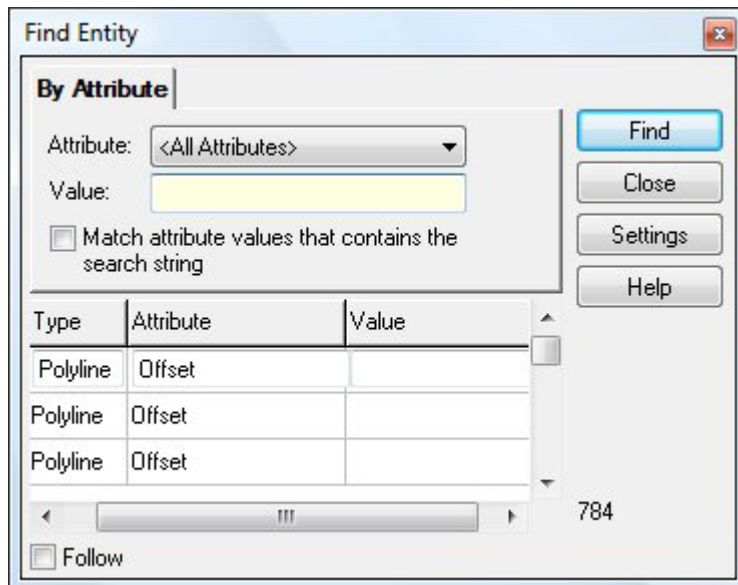 Find Entity
By Attribute
Attribute: <All Attributes>
Value:
Match attribute values that contains the
search string
Find
Close
Settings
Help
Type Attribute Value
Polyline Offset
Polyline Offset
Polyline Offset
784
Follow